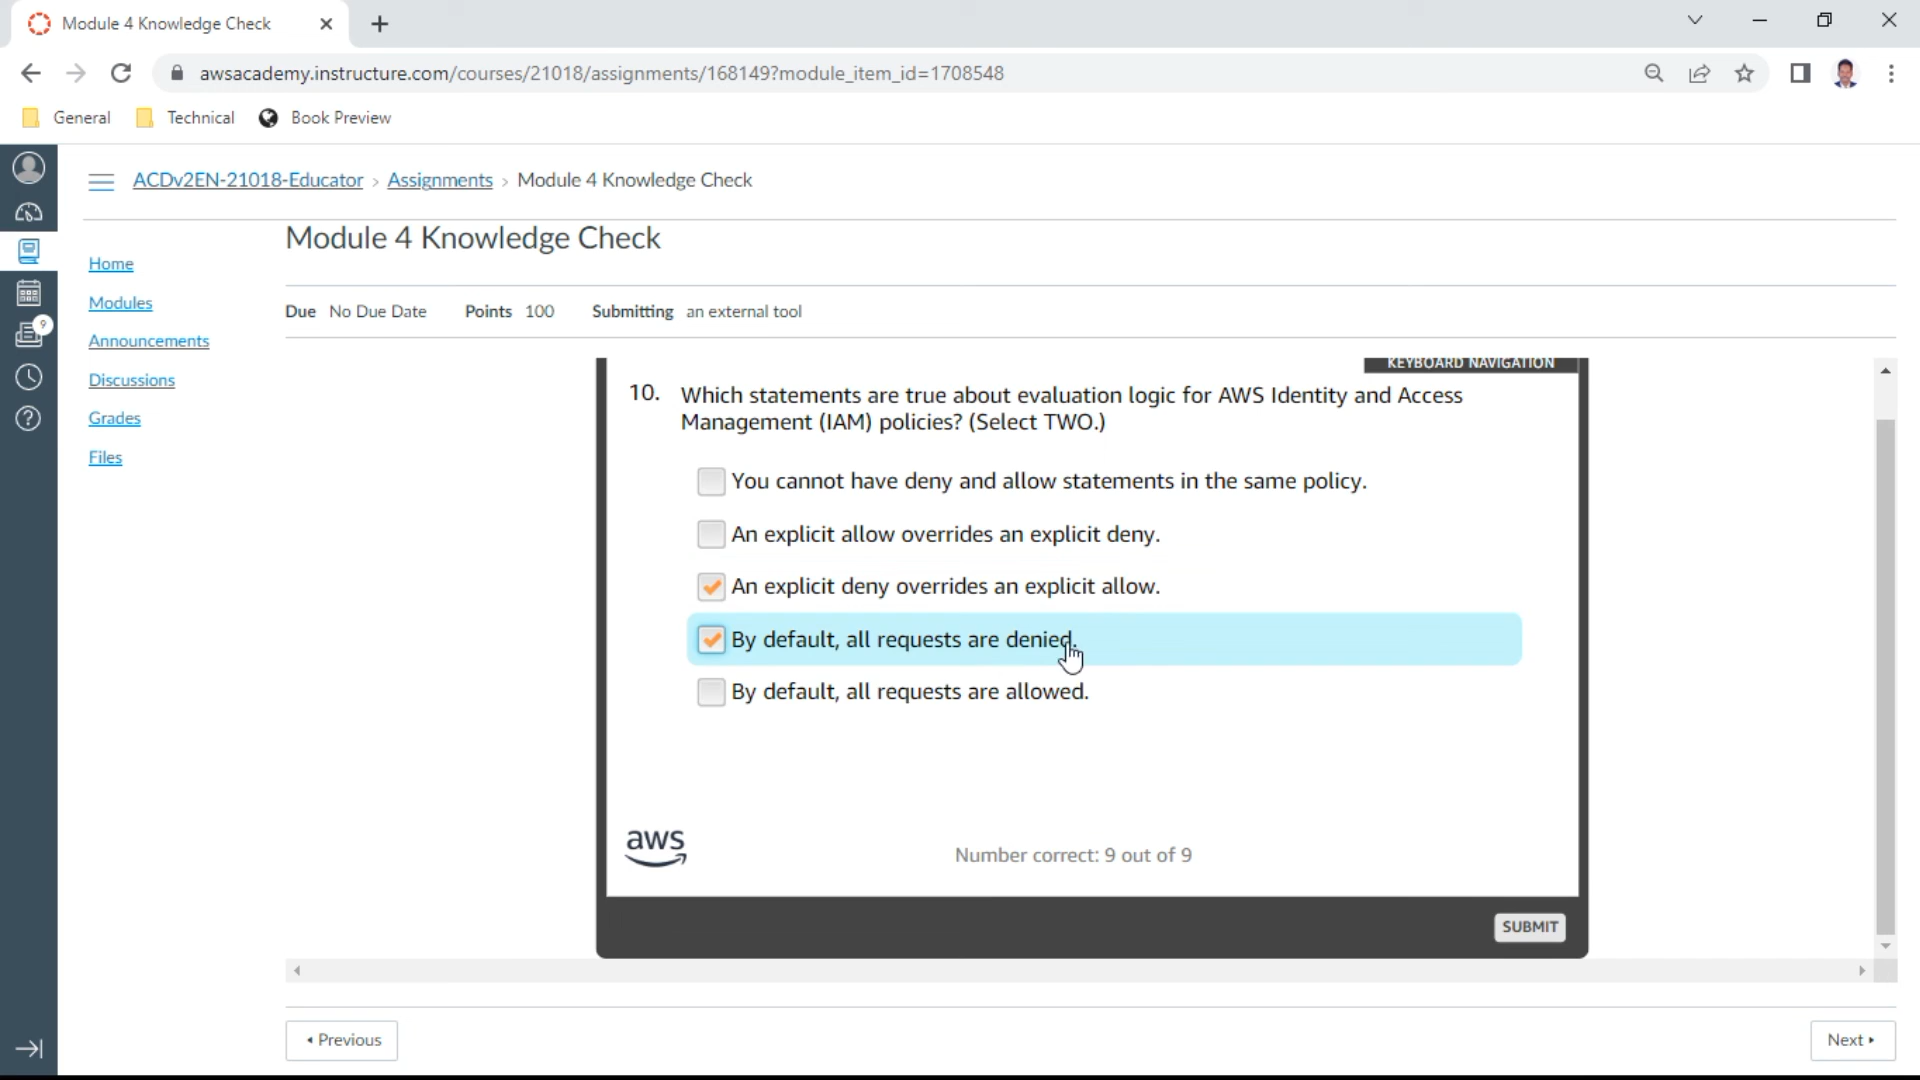 Module 4 Knowledge Check
awsacademy.instructure.com/courses/21018/assignments/168149?module_item_id=1708548
General Technical Book Preview
ACDv2EN-21018-Educator > Assignments > Module 4 Knowledge Check
Module 4 Knowledge Check
Home
Modules
Announcements
Discussions
Grades
Files
9
Due No Due Date Points 100 Submitting an external tool
KEYBOARD NAVIGATION
10. Which statements are true about evaluation logic for AWS Identity and Access
Management (IAM) policies? (Select TWO.)
You cannot have deny and allow statements in the same policy.
An explicit allow overrides an explicit deny.
An explicit deny overrides an explicit allow.
By default, all requests are denied.
By default, all requests are allowed.
aws
Number correct: 9 out of 9
SUBMIT
Previous
Next